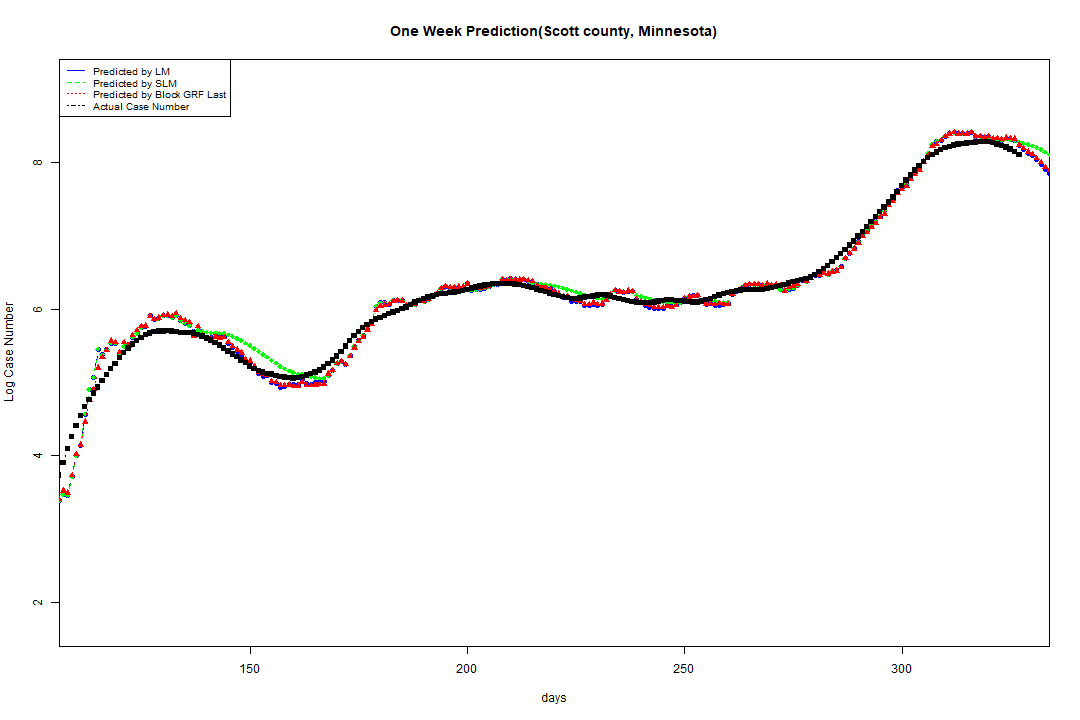 One Week Prediction(Scott county, Minnesota)
Predicted by LM
Predicted by SLM
Predicted by Block GRF Last
Actual Case Number
8
6
4
2
Log Case Number
150 200 250 300
days